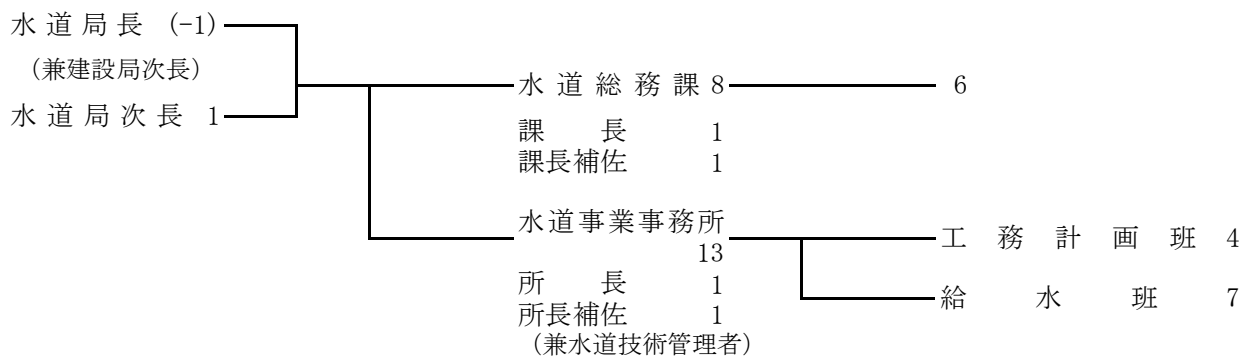 水道局長 (-1)
(兼建設局次長)
水道局次長 1
水道総務課 8
6
課長 1
課長補佐 1
水道事業事務所
13
所長 1
所長補佐 1
(兼水道技術管理者)
工務計画班 4
給水班 7